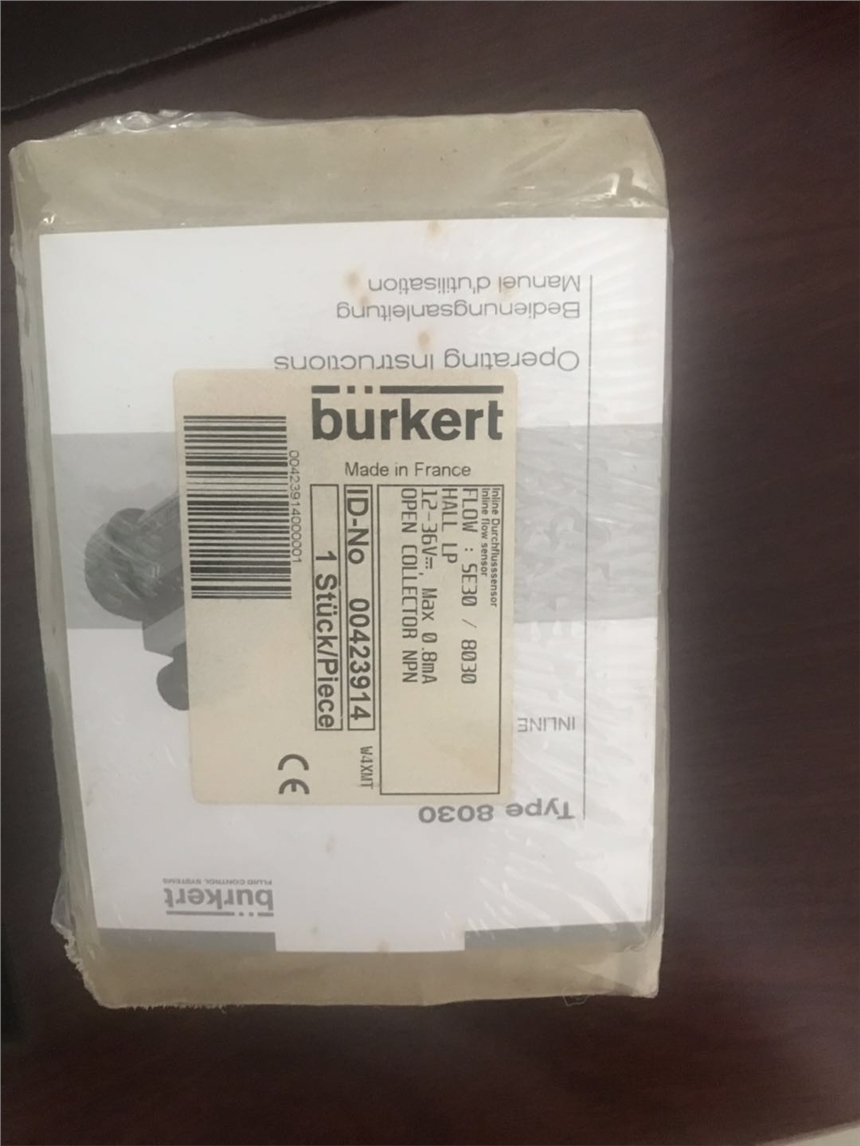 Operating Instructions
Bedienungsanleitung
Manuel d'utilisation
bürkert
Made in France
Inline Durchflusssensor
Inline flow sensor
FLOW : SE30 / 8030
HALL LP
12-36V⎓, Max 0.8mA
OPEN COLLECTOR NPN
ID-No 00423914
1 Stück/Piece
W4XMT
CE
00423914000001
INLINE
Type 8030
bürkert
FLUID CONTROL SYSTEMS